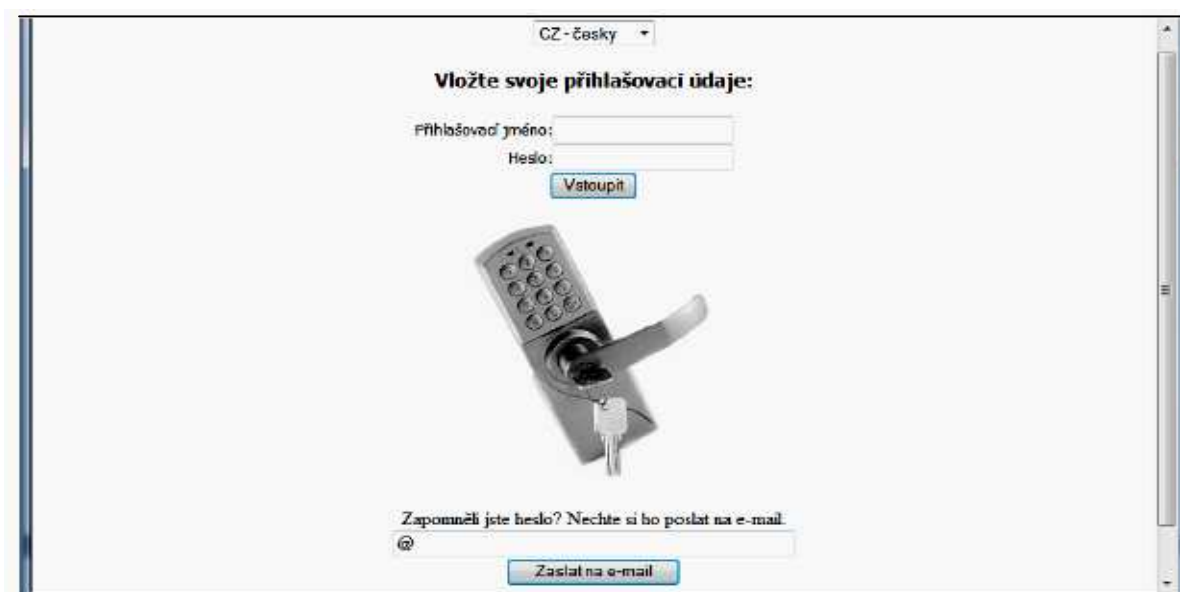 CZ - česky
Vložte svoje přihlašovací údaje:
Přihlašovací jméno:
Heslo:
Vstoupit
Zapomněli jste heslo? Nechte si ho poslat na e-mail.
@
Zaslat na e-mail